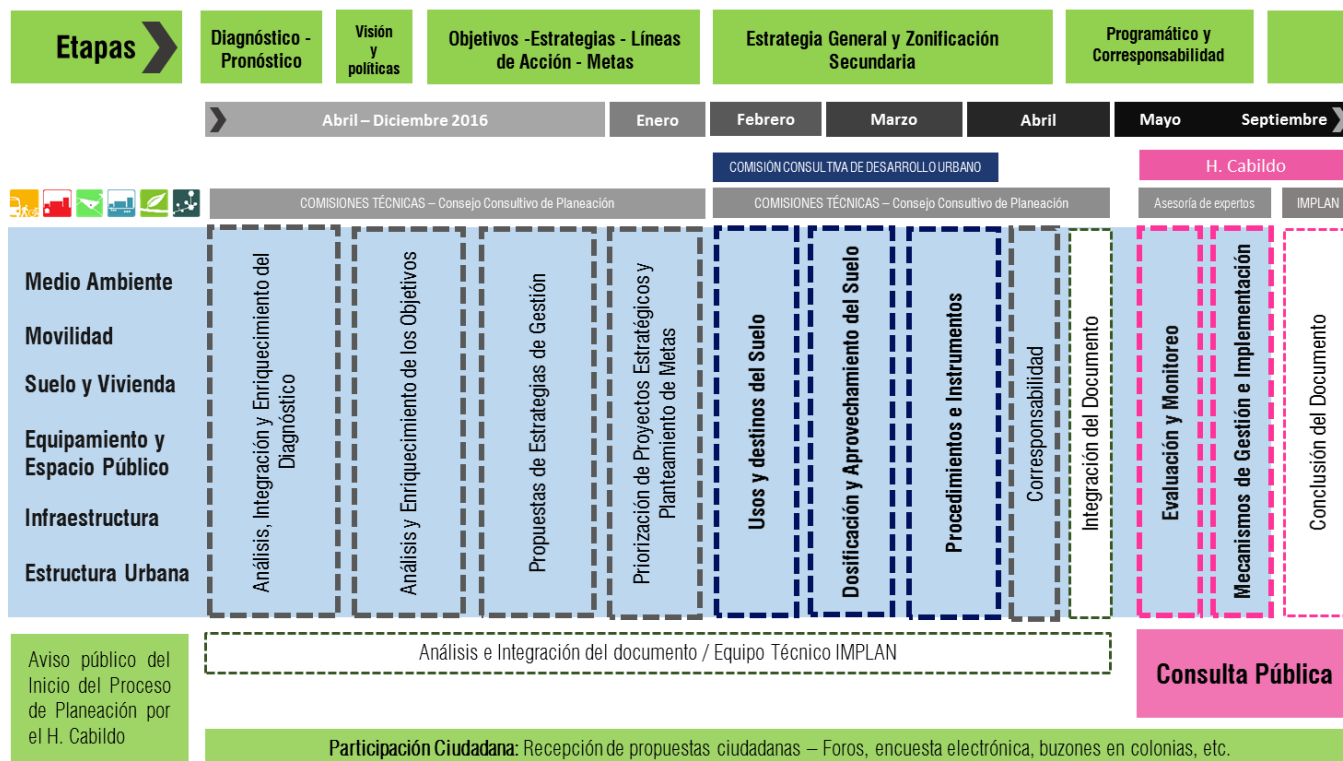 Etapas
Diagnóstico -
Pronóstico
Visión
y
políticas
Objetivos -Estrategias - Líneas
de Acción - Metas
Estrategia General y Zonificación
Secundaria
Programático y
Corresponsabilidad
Abril – Diciembre 2016
Enero
Febrero
Marzo
Abril
Mayo
Septiembre
COMISIÓN CONSULTIVA DE DESARROLLO URBANO
H. Cabildo
COMISIONES TÉCNICAS – Consejo Consultivo de Planeación
COMISIONES TÉCNICAS – Consejo Consultivo de Planeación
Asesoría de expertos
IMPLAN
Medio Ambiente
Movilidad
Suelo y Vivienda
Equipamiento y
Espacio Público
Infraestructura
Estructura Urbana
Análisis, Integración y Enriquecimiento del
Diagnóstico
Análisis y Enriquecimiento de los Objetivos
Propuestas de Estrategias de Gestión
Priorización de Proyectos Estratégicos y
Planteamiento de Metas
Usos y destinos del Suelo
Dosificación y Aprovechamiento del Suelo
Procedimientos e Instrumentos
Corresponsabilidad
Integración del Documento
Evaluación y Monitoreo
Mecanismos de Gestión e Implementación
Conclusión del Documento
Aviso público del
Inicio del Proceso
de Planeación por
el H. Cabildo
Análisis e Integración del documento / Equipo Técnico IMPLAN
Consulta Pública
Participación Ciudadana: Recepción de propuestas ciudadanas – Foros, encuesta electrónica, buzones en colonias, etc.